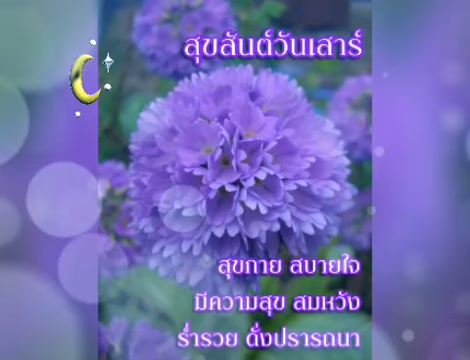 สุขสันต์วันเสาร์
สุขกาย สบายใจ
มีความสุข สมหวัง
ร่ำรวย ดั่งปรารถนา